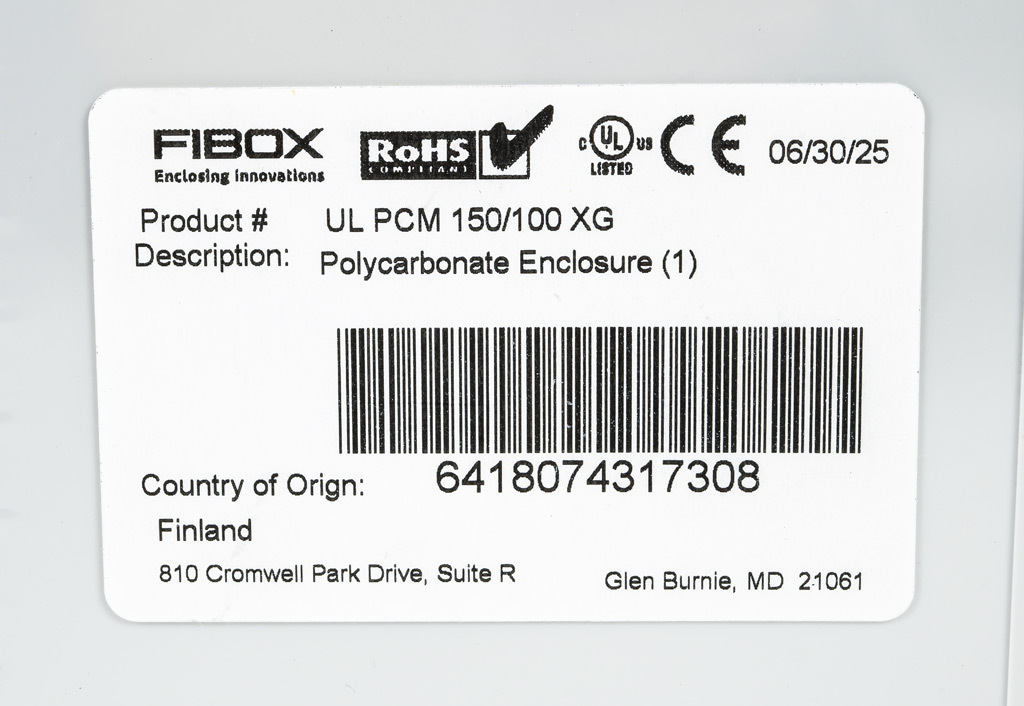 FIBOX
Enclosing Innovations
RoHS
COMPLIANT
C UL US
LISTED
CE
06/30/25
Product # UL PCM 150/100 XG
Description: Polycarbonate Enclosure (1)
6418074317308
Country of Orign:
Finland
810 Cromwell Park Drive, Suite R Glen Burnie, MD 21061